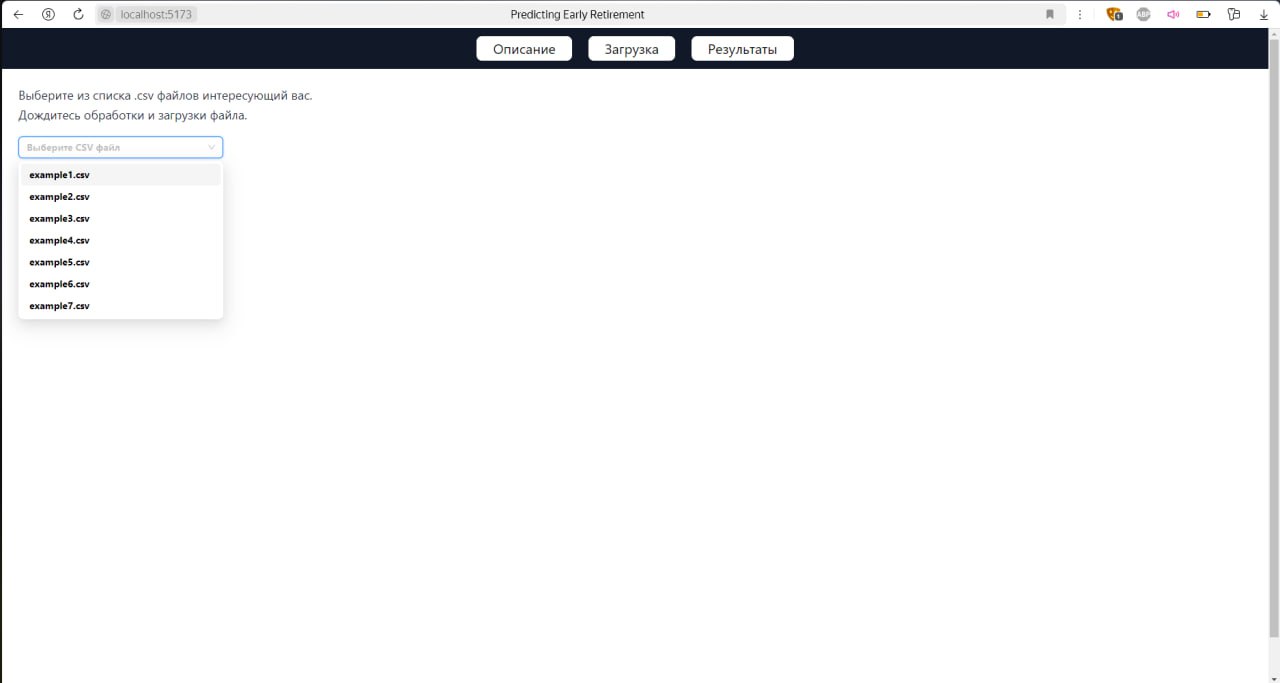 localhost:5173
Predicting Early Retirement
1
ABP
Описание
Загрузка
Результаты
Выберите из списка .csv файлов интересующий вас.
Дождитесь обработки и загрузки файла.
Выберите CSV файл
example1.csv
example2.csv
example3.csv
example4.csv
example5.csv
example6.csv
example7.csv